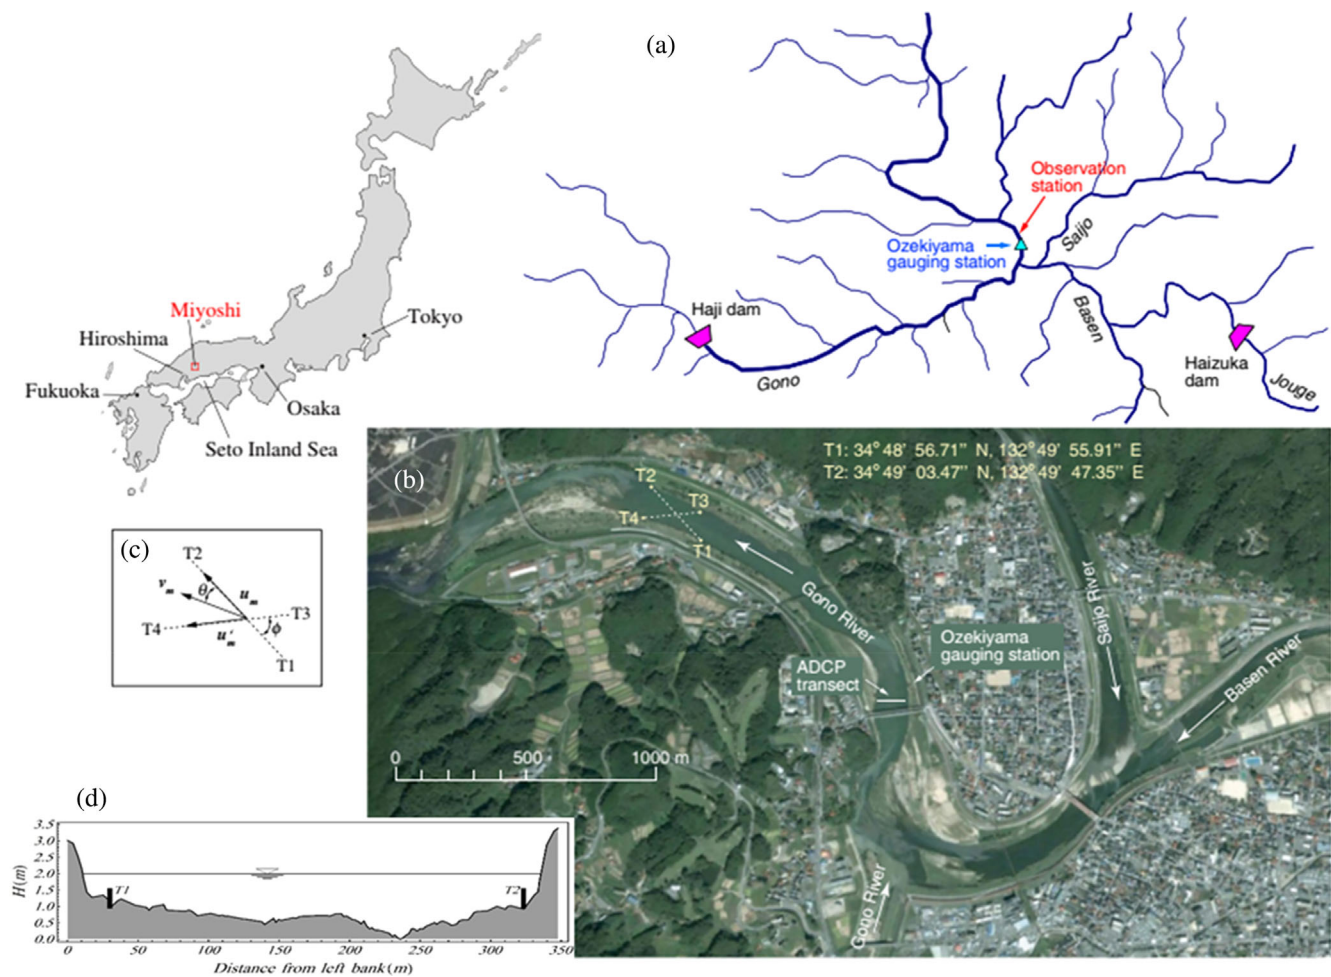 (a)
Observation
station
Ozekiyama
gauging station
Saijo
Haji dam
Gono
Basen
Haizuka
dam
Jouge
Miyoshi
Hiroshima
Tokyo
Fukuoka
Osaka
Seto Inland Sea
(b)
T1: 34° 48' 56.71'' N, 132° 49' 55.91'' E
T2: 34° 49' 03.47'' N, 132° 49' 47.35'' E
T2
T3
T4
T1
Gono River
Saijo River
Basen River
Ozekiyama
gauging station
ADCP
transect
0 500 1000 m
Gono River
(c)
T2
vm θ um
T3
T4
u'm ϕ
T1
(d)
H(m)
3.5
3.0
2.5
2.0
1.5
1.0
0.5
0.0
T1
T2
0 50 100 150 200 250 300 350
Distance from left bank(m)